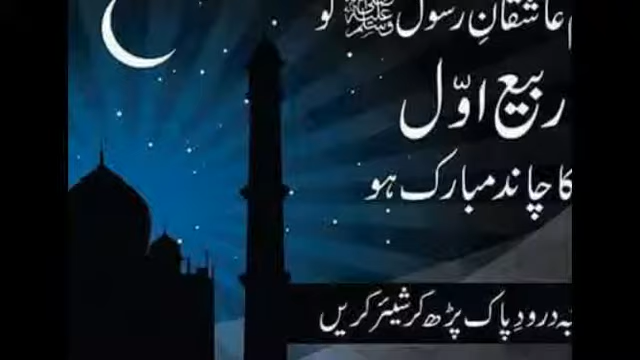 عاشقانِ رسول ﷺ کو
ربیع اوّل
کا چاند مبارک ہو
درودِ پاک پڑھ کر شیئر کریں